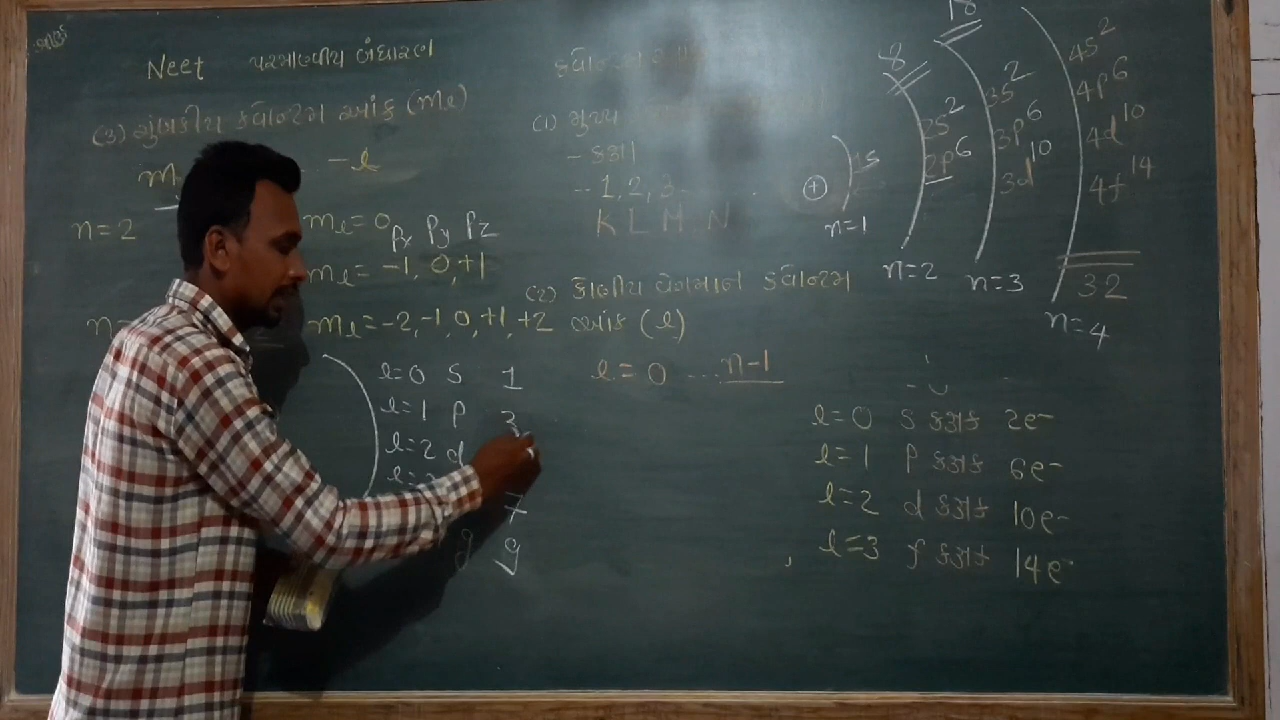 Neet પરમાણ્વીય બંધારણ
(3) ચુંબકીય ક્વૉન્ટમ આંક (mℓ)
-ℓ
n=2
mℓ=0
Px Py Pz
mℓ= -1, 0, +1
mℓ=-2,-1,0,+1,+2
ℓ=0 s 1
ℓ=1 p 3
ℓ=2 d
7
g 9
(1) મુખ્ય
- કક્ષા
1, 2, 3
K L M N
(2) કોણીય વેગમાન ક્વૉન્ટમ
આંક (ℓ)
ℓ = 0 ... n-1
1s
n=1
8
2s²
2p⁶
n=2
18
3s²
3p⁶
3d¹⁰
n=3
4s²
4p⁶
4d¹⁰
4f¹⁴
32
n=4
ℓ=0 s કક્ષક 2e-
ℓ=1 p કક્ષક 6e-
ℓ=2 d કક્ષક 10e-
ℓ=3 f કક્ષક 14e-